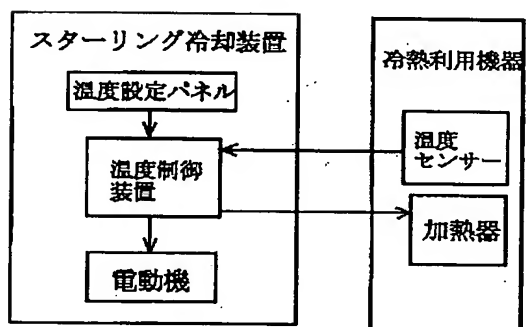 スターリング冷却装置
温度設定パネル
温度制御
装置
電動機
冷熱利用機器
温度
センサー
加熱器